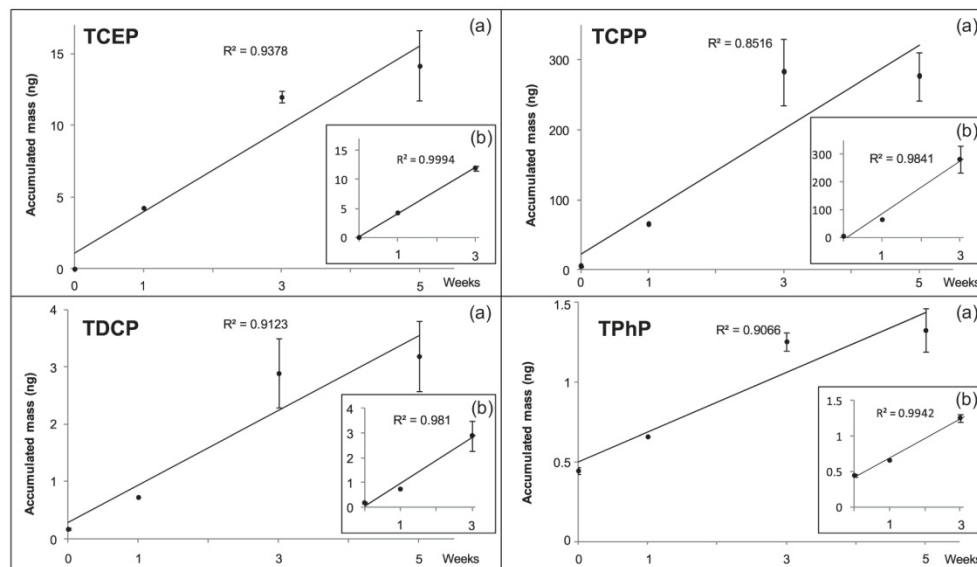 TCEP
(a)
R² = 0.9378
Accumulated mass (ng)
15
10
5
0
0
1
3
5
Weeks
(b)
R² = 0.9994
15
10
5
0
1
3
TCPP
(a)
R² = 0.8516
Accumulated mass (ng)
300
200
100
0
0
1
3
5
Weeks
(b)
R² = 0.9841
300
200
100
0
1
3
TDCP
(a)
R² = 0.9123
Accumulated mass (ng)
4
3
2
1
0
0
1
3
5
Weeks
(b)
R² = 0.981
4
3
2
1
0
1
3
TPhP
(a)
R² = 0.9066
Accumulated mass (ng)
1.5
1
0.5
0
0
1
3
5
Weeks
(b)
R² = 0.9942
1.5
1
0.5
0
1
3